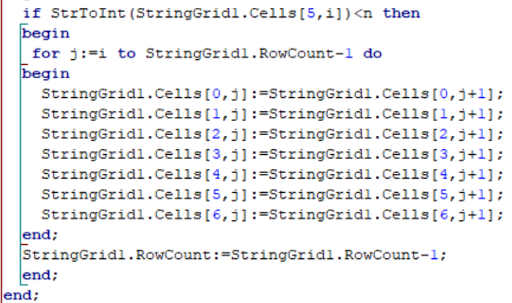 if StrToInt(StringGrid1.Cells[5,i])<n then
begin
for j:=i to StringGrid1.RowCount-1 do
begin
StringGrid1.Cells[0,j]:=StringGrid1.Cells[0,j+1];
StringGrid1.Cells[1,j]:=StringGrid1.Cells[1,j+1];
StringGrid1.Cells[2,j]:=StringGrid1.Cells[2,j+1];
StringGrid1.Cells[3,j]:=StringGrid1.Cells[3,j+1];
StringGrid1.Cells[4,j]:=StringGrid1.Cells[4,j+1];
StringGrid1.Cells[5,j]:=StringGrid1.Cells[5,j+1];
StringGrid1.Cells[6,j]:=StringGrid1.Cells[6,j+1];
end;
StringGrid1.RowCount:=StringGrid1.RowCount-1;
end;
end;